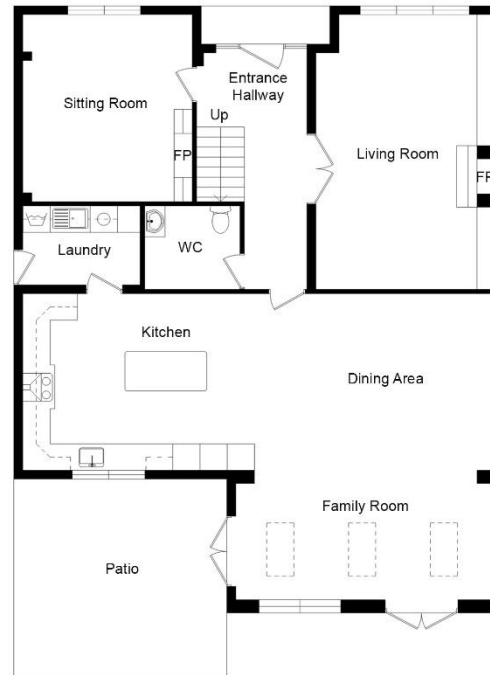 Entrance
Hallway
Sitting Room
Up
FP
Living Room
FP
Laundry
WC
Kitchen
Dining Area
Family Room
Patio